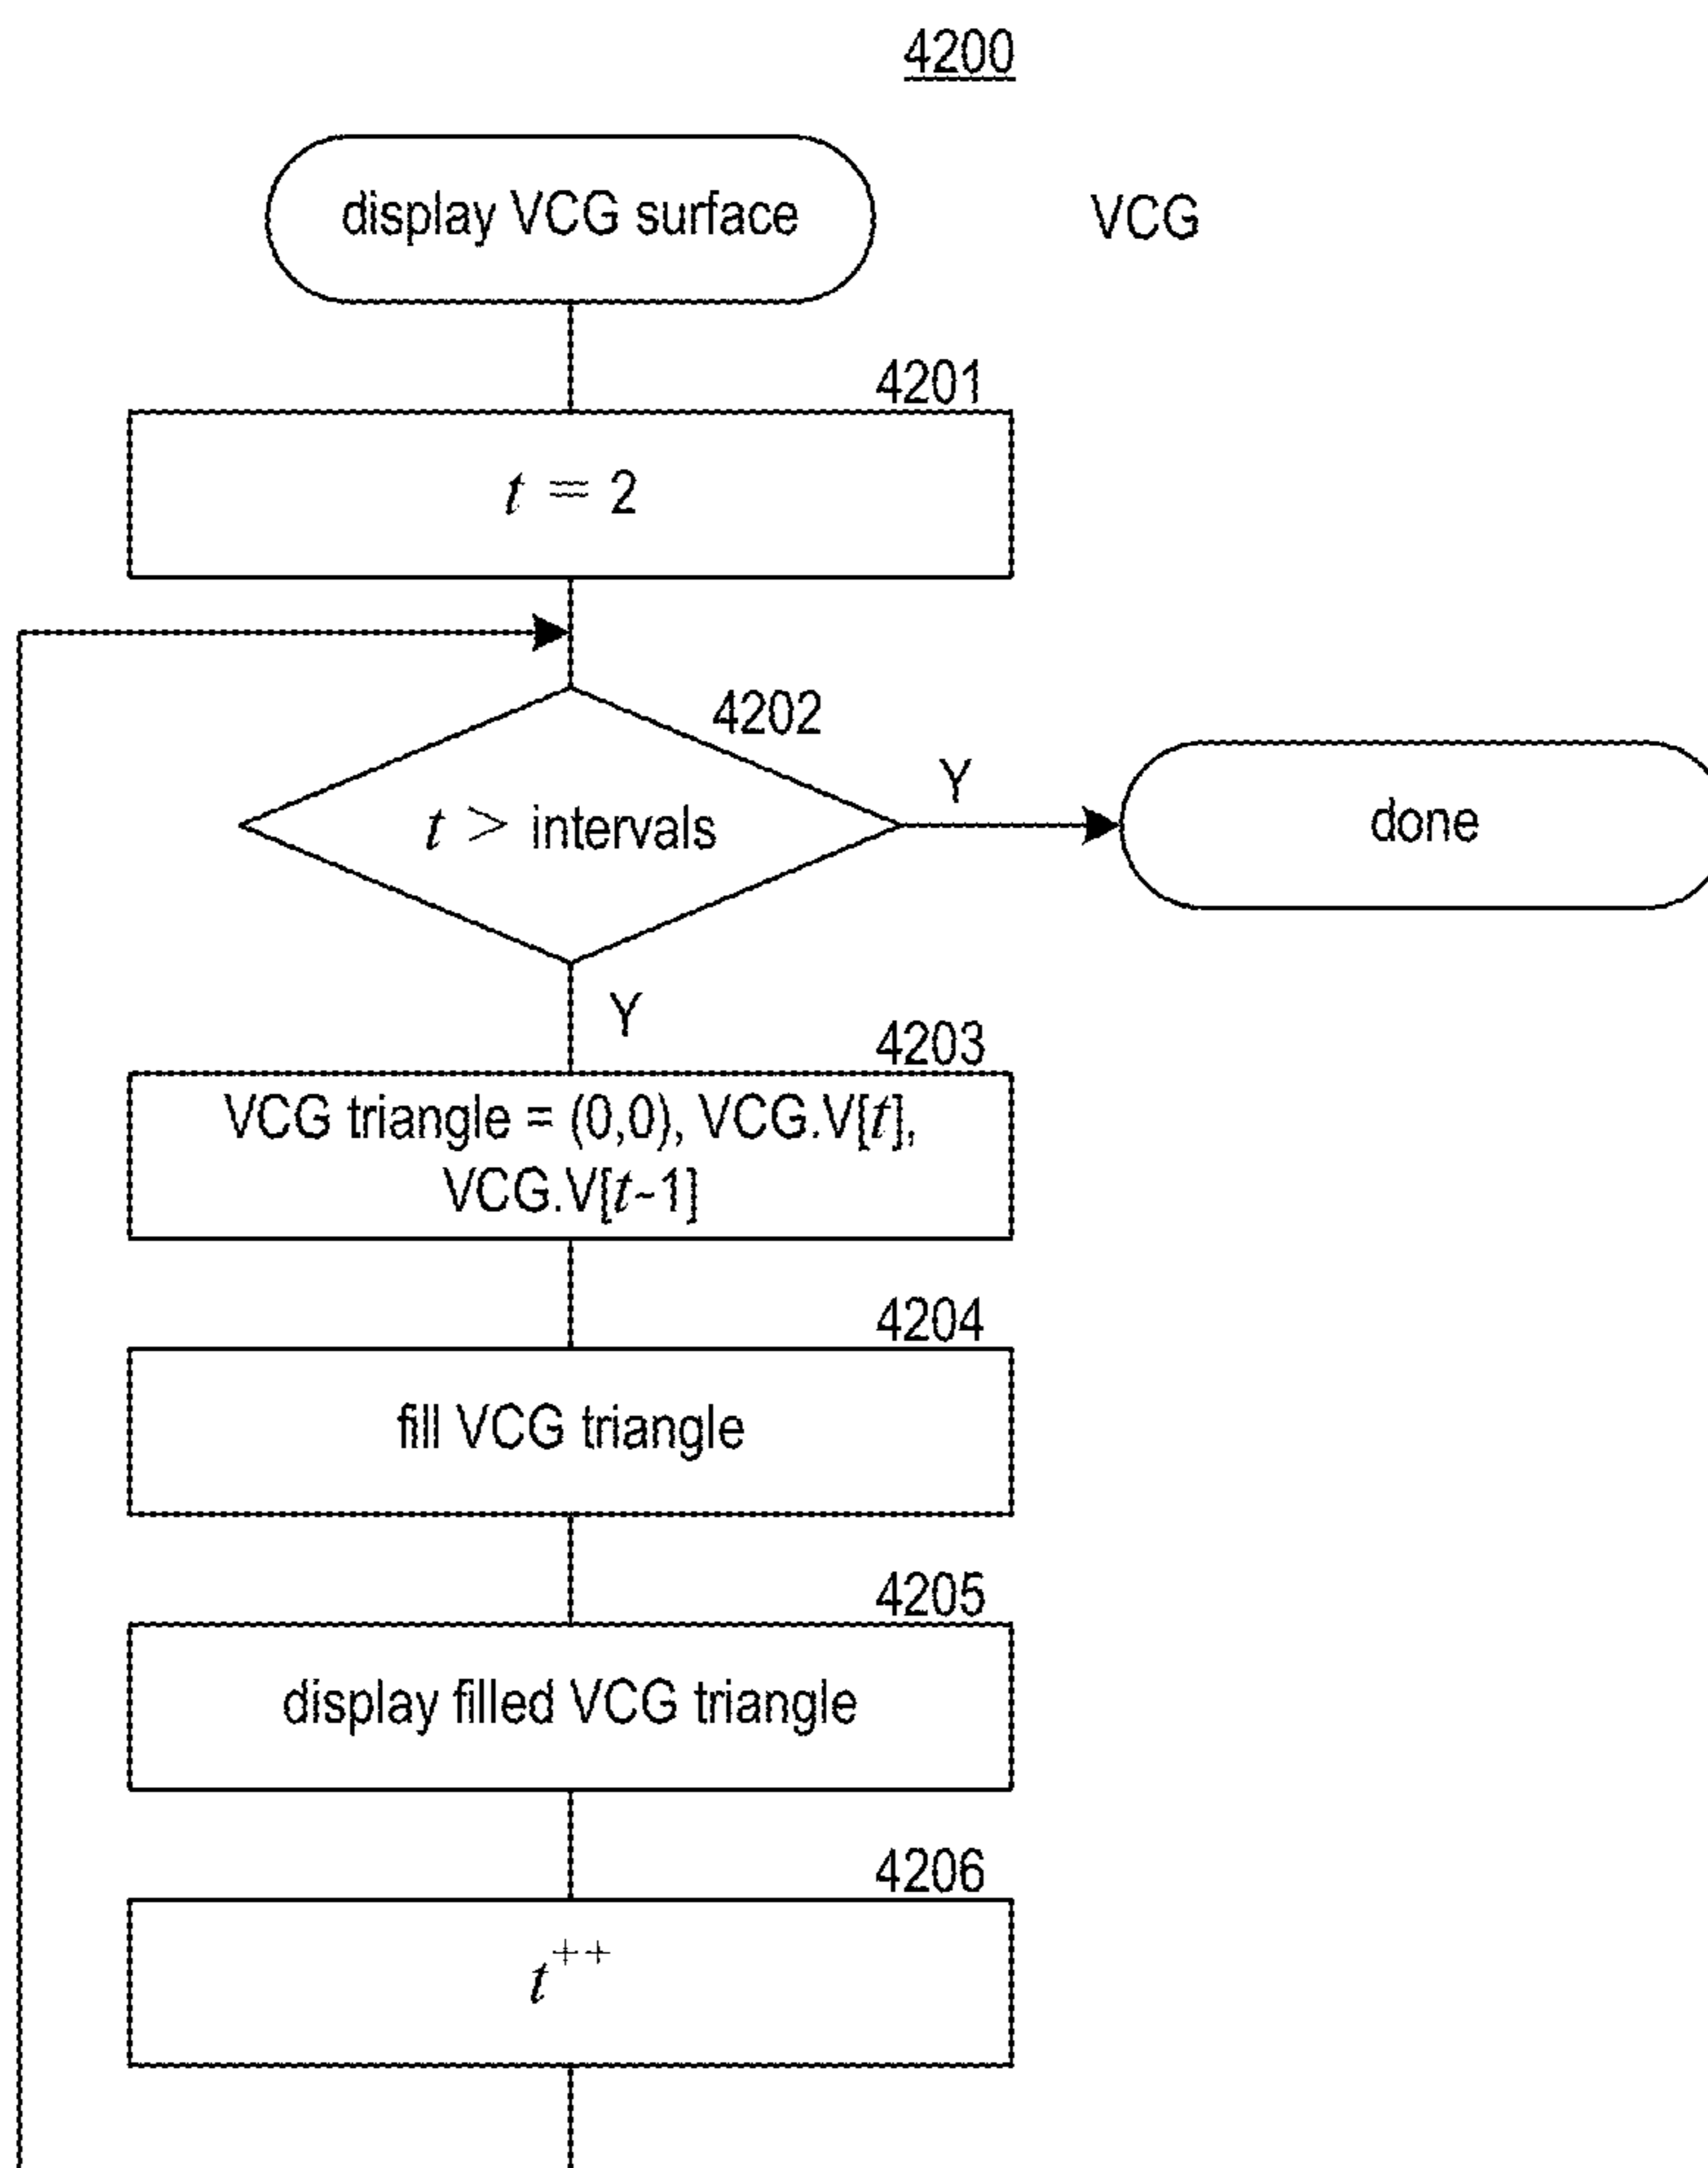 4200
display VCG surface
VCG
4201
t = 2
4202
t > intervals
Y
done
Y
4203
VCG triangle = (0,0), VCG.V[t],
VCG.V[t-1]
4204
fill VCG triangle
4205
display filled VCG triangle
4206
t++